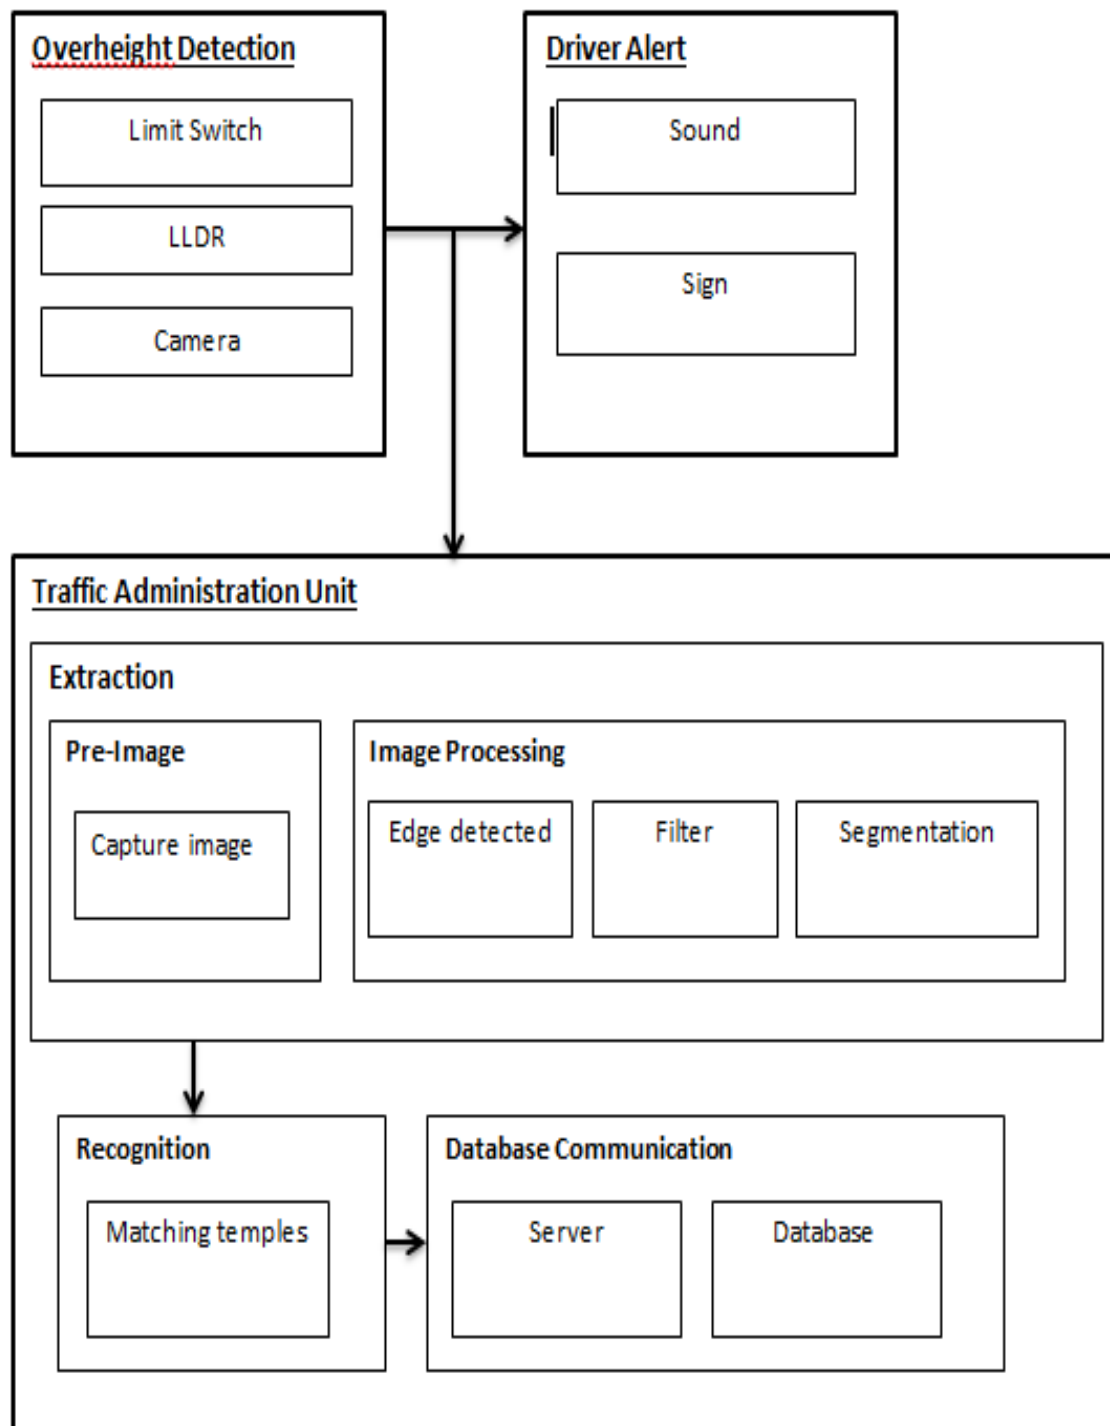 Overheight Detection
Limit Switch
LLDR
Camera
Driver Alert
Sound
Sign
Traffic Administration Unit
Extraction
Pre-Image
Capture image
Image Processing
Edge detected
Filter
Segmentation
Recognition
Matching temples
Database Communication
Server
Database